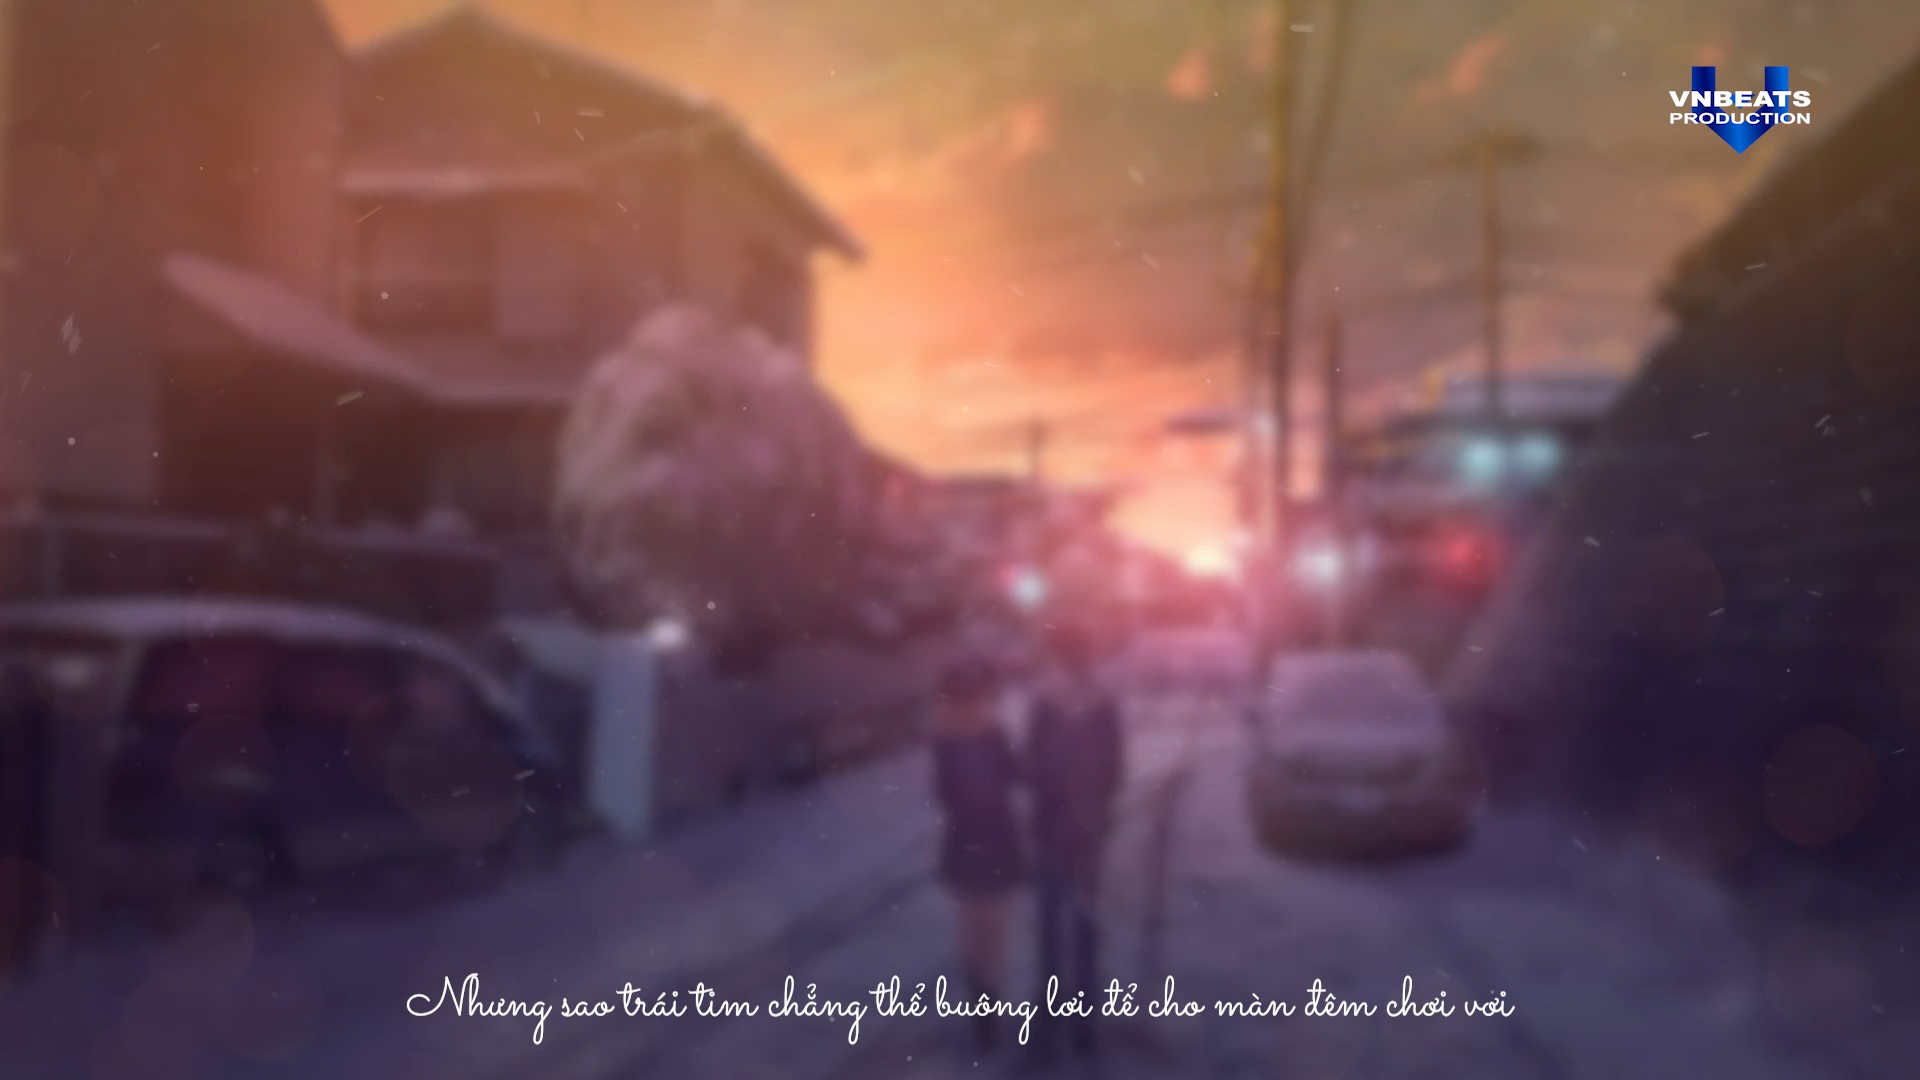 VNBEATS
PRODUCTION
Nhưng sao trái tim chẳng thể buông lơi để cho màn đêm chơi vơi